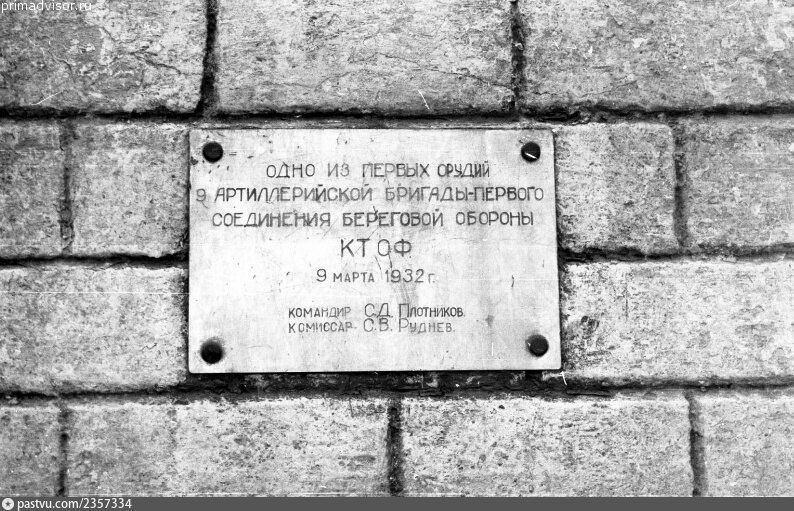 primadvisor.ru
ОДНО ИЗ ПЕРВЫХ ОРУДИЙ
9 АРТИЛЛЕРИЙСКОЙ БРИГАДЫ-ПЕРВОГО
СОЕДИНЕНИЯ БЕРЕГОВОЙ ОБОРОНЫ
КТОФ
9 МАРТА 1932 Г.
КОМАНДИР С.Д. ПЛОТНИКОВ.
КОМИССАР С.В. РУДНЕВ.
pastvu.com/2357334